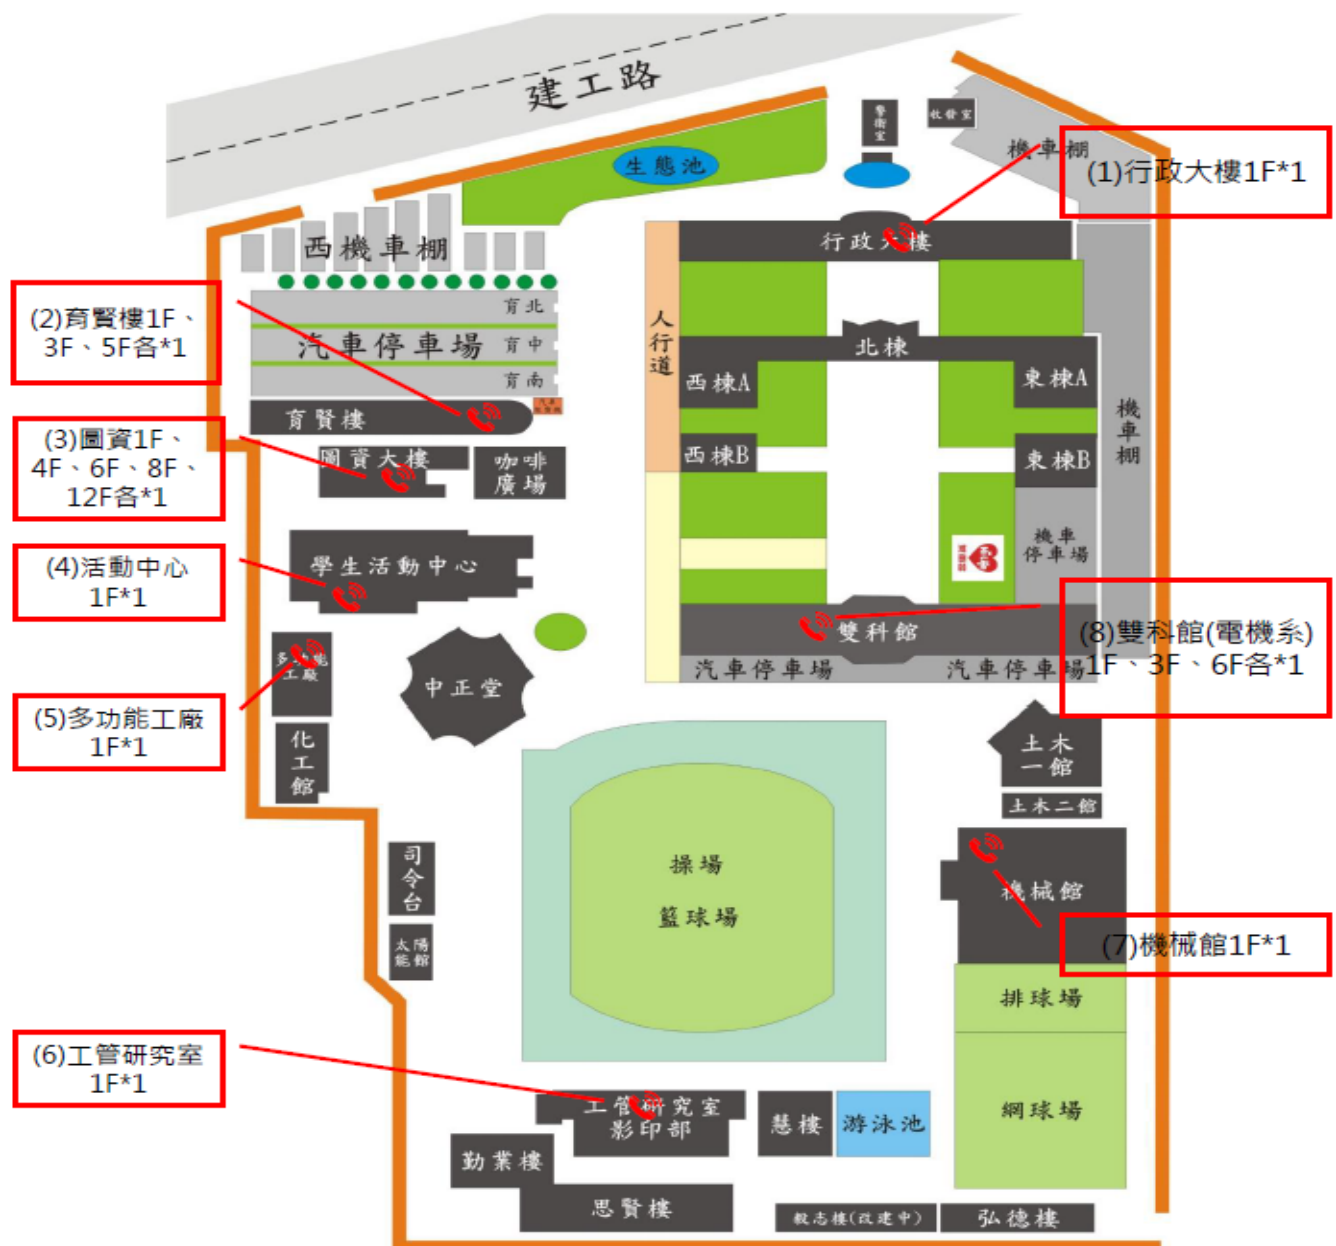 建工路
警衛室
收發室
機車棚
(1)行政大樓1F*1
生態池
行政大樓
西機車棚
(2)育賢樓1F、
3F、5F各*1
育北
汽車停車場
育中
育南
人行道
北棟
西棟A
東棟A
機車棚
育賢樓
(3)圖資1F、
4F、6F、8F、
12F各*1
圖資大樓
咖啡
廣場
西棟B
東棟B
(4)活動中心
1F*1
學生活動中心
機車
停車場
雙科館
(8)雙科館(電機系)
1F、3F、6F各*1
汽車停車場
汽車停車場
多功能
工廠
中正堂
(5)多功能工廠
1F*1
化工館
土木
一館
土木二館
司令台
操場
籃球場
機械館
(7)機械館1F*1
太陽
能館
排球場
(6)工管研究室
1F*1
工管研究室
影印部
慧樓
游泳池
網球場
勤業樓
思賢樓
毅志樓(改建中)
弘德樓